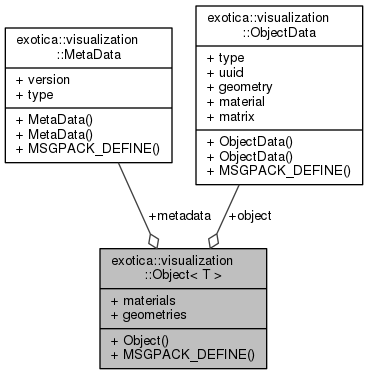 exotica::visualization
::MetaData
+ version
+ type
+ MetaData()
+ MetaData()
+ MSGPACK_DEFINE()
exotica::visualization
::ObjectData
+ type
+ uuid
+ geometry
+ material
+ matrix
+ ObjectData()
+ ObjectData()
+ MSGPACK_DEFINE()
+metadata
+object
exotica::visualization
::Object< T >
+ materials
+ geometries
+ Object()
+ MSGPACK_DEFINE()